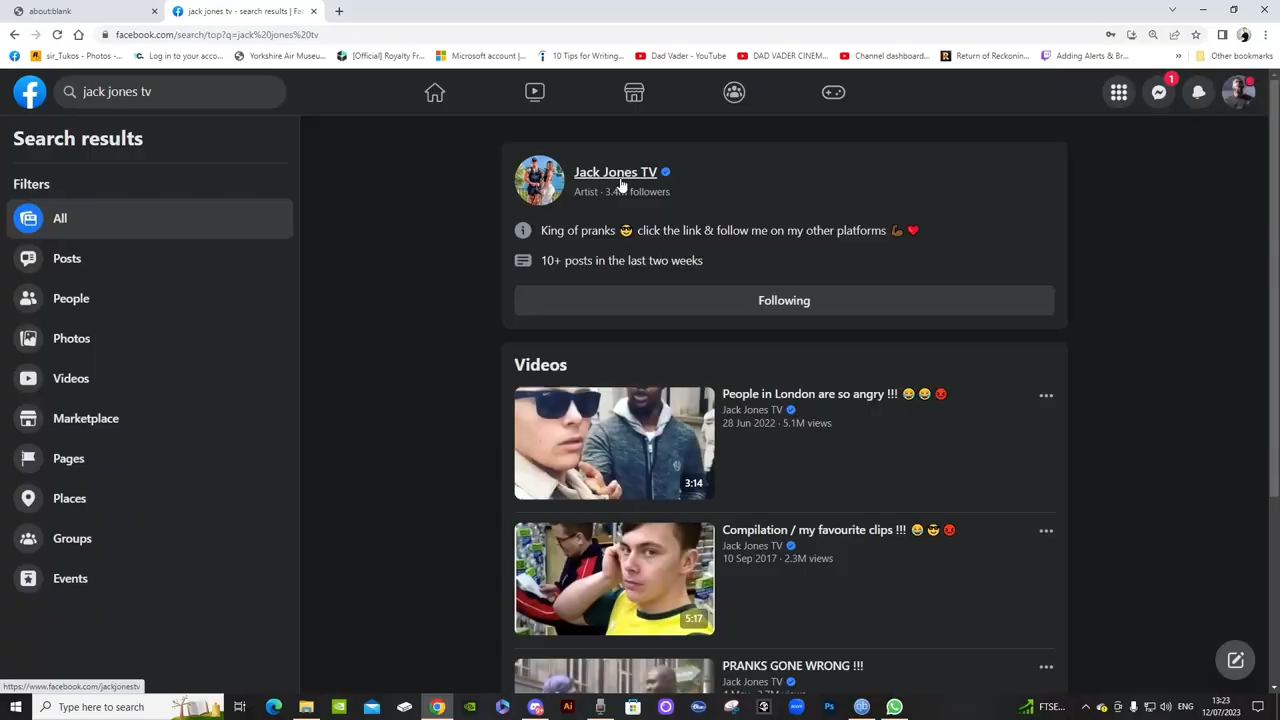 about:blank
jack jones tv - search results | Fa
facebook.com/search/top?q=jack%20jones%20tv
sir_Tukos - Photos -...
Log in to your acco...
Yorkshire Air Museu...
[Official] Royalty Fr...
Microsoft account |...
10 Tips for Writing...
Dad Vader - YouTube
DAD VADER CINEM...
Channel dashboard...
Return of Reckonin...
Adding Alerts & Br...
Other bookmarks
jack jones tv
1
Search results
Filters
All
Posts
People
Photos
Videos
Marketplace
Pages
Places
Groups
Events
Jack Jones TV
Artist · followers
King of pranks 😎 click the link & follow me on my other platforms 💪🏾 ❤️
10+ posts in the last two weeks
Following
Videos
People in London are so angry !!! 😂 😂 😡
Jack Jones TV
28 Jun 2022 · 5.1M views
3:14
Compilation / my favourite clips !!! 😂 😎 😡
Jack Jones TV
10 Sep 2017 · 2.3M views
5:17
PRANKS GONE WRONG !!!
Jack Jones TV
https://www.facebook.com/jackjonestv
Type here to search
FTSE...
13:23
12/07/2023